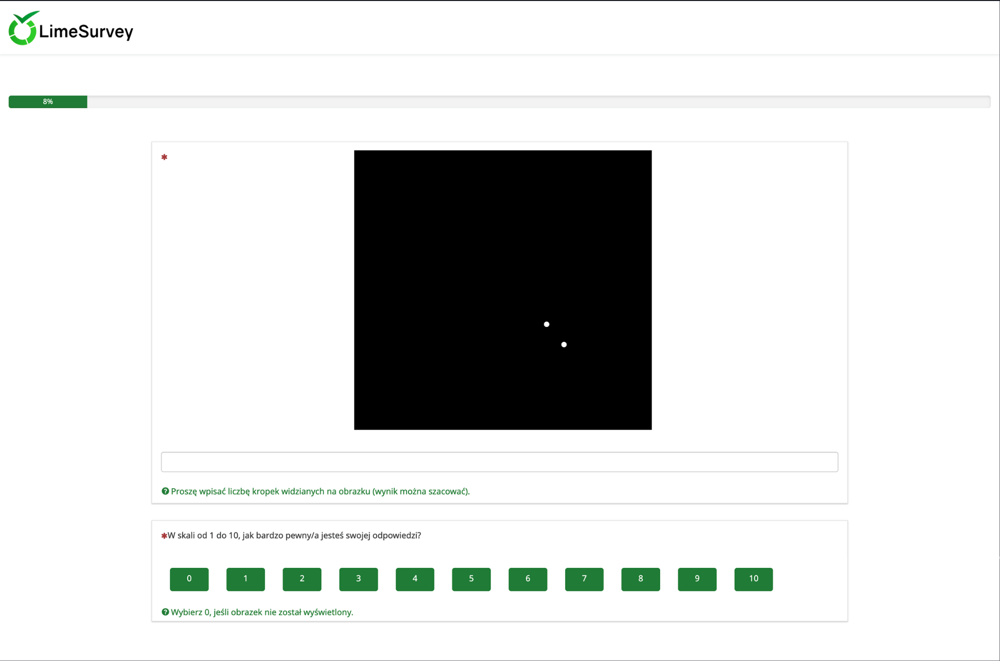 LimeSurvey
8%
*
Proszę wpisać liczbę kropek widzianych na obrazku (wynik można szacować).
*W skali od 1 do 10, jak bardzo pewny/a jesteś swojej odpowiedzi?
0 1 2 3 4 5 6 7 8 9 10
Wybierz 0, jeśli obrazek nie został wyświetlony.